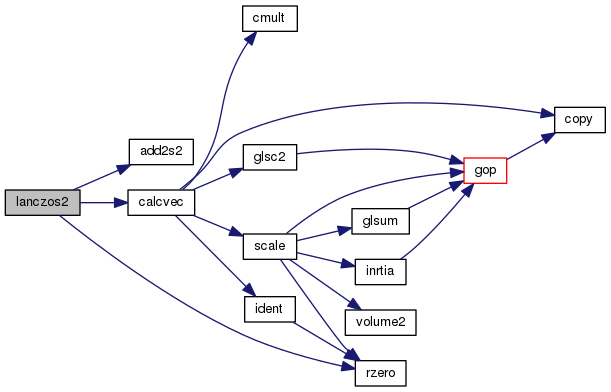 cmult
copy
add2s2
glsc2
gop
lanczos2
calcvec
glsum
scale
inrtia
ident
volume2
rzero